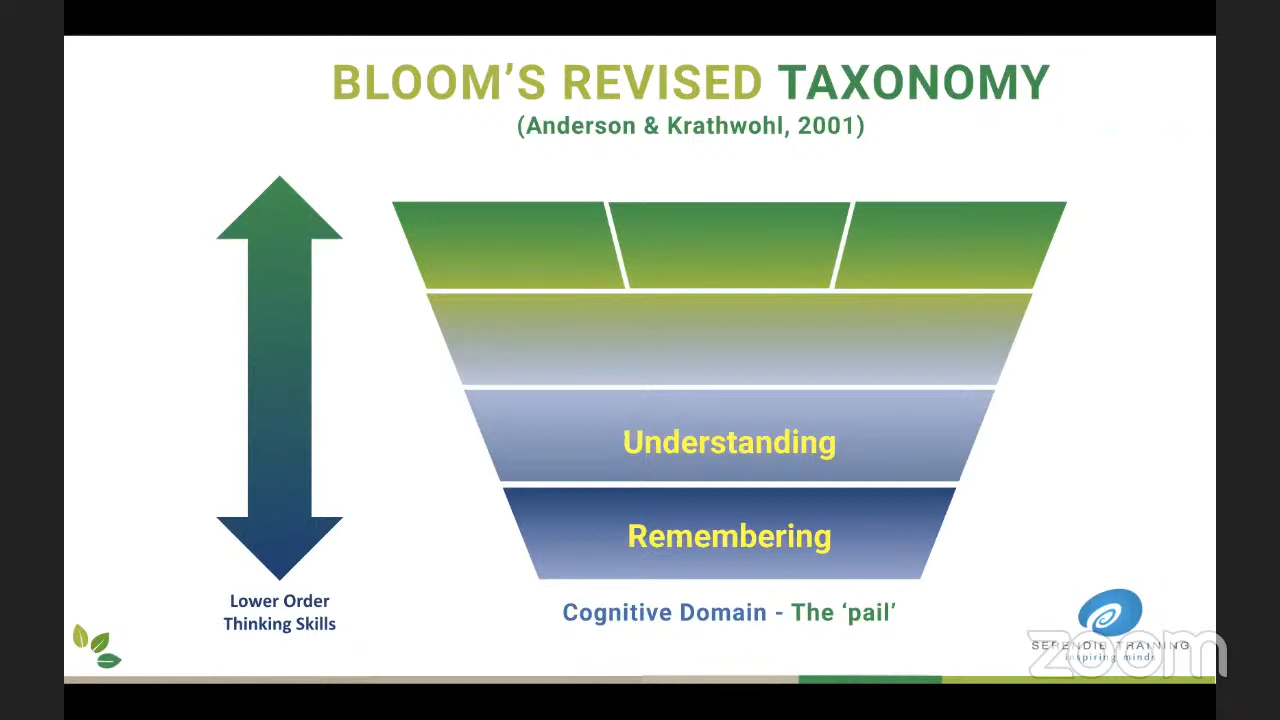 BLOOM'S REVISED TAXONOMY
(Anderson & Krathwohl, 2001)
Understanding
Remembering
Lower Order
Thinking Skills
Cognitive Domain - The 'pail'
SERENDIB TRAINING
inspiring minds
zoom